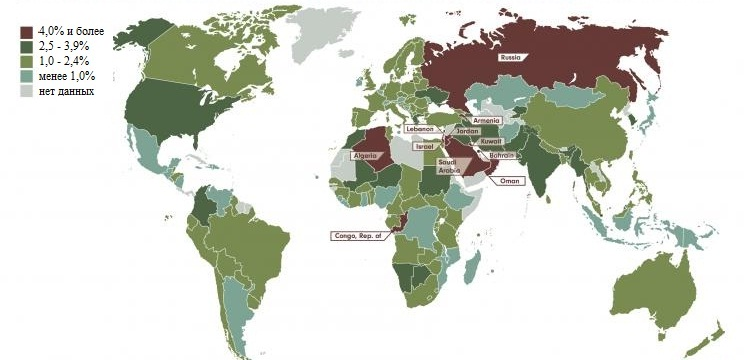 4,0% и более
2,5 - 3,9%
1,0 - 2,4%
менее 1,0%
нет данных
Russia
Armenia
Lebanon
Jordan
Kuwait
Israel
Bahrain
Algeria
Saudi
Arabia
Oman
Congo, Rep. of